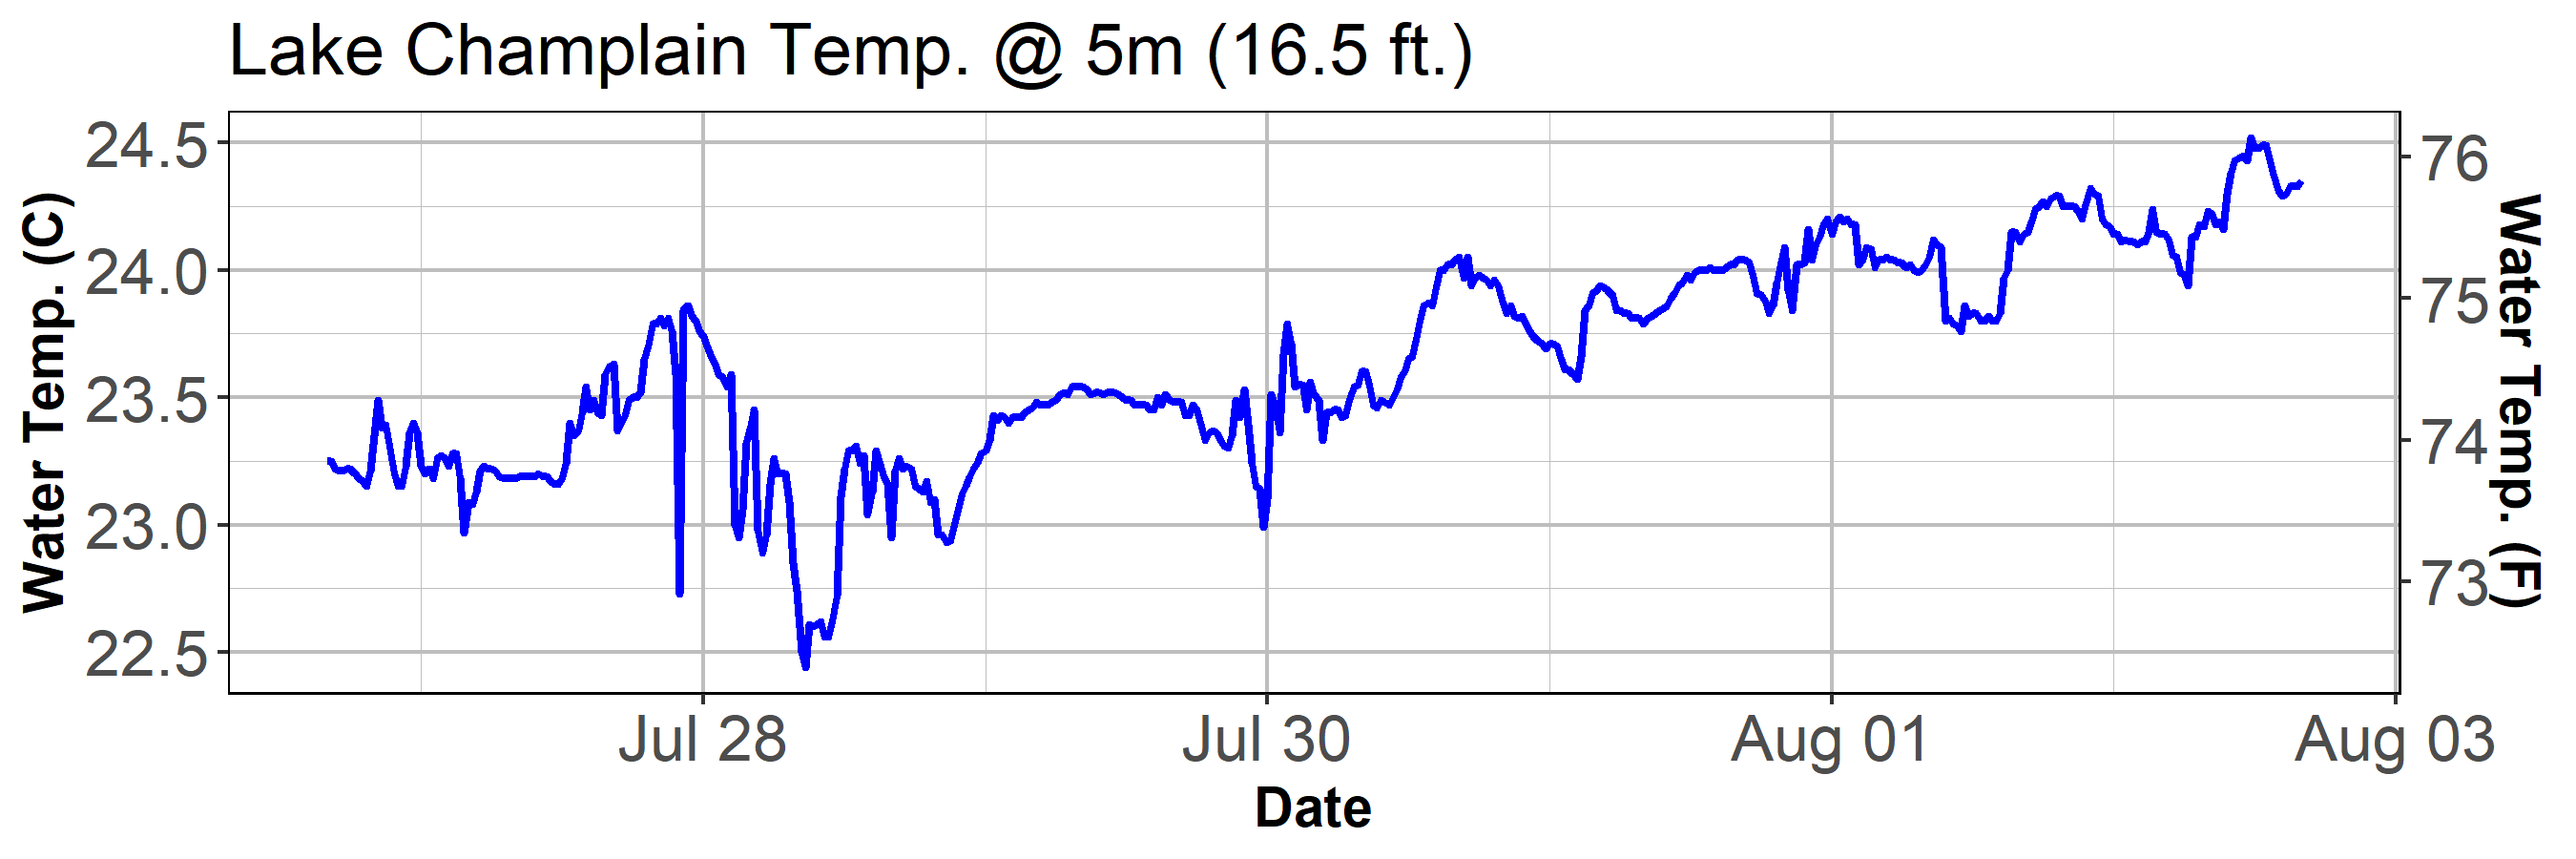 Lake Champlain Temp. @ 5m (16.5 ft.)
Water Temp. (C)
24.5
24.0
23.5
23.0
22.5
76
75
74
73
Water Temp. (F)
Jul 28
Jul 30
Aug 01
Aug 03
Date